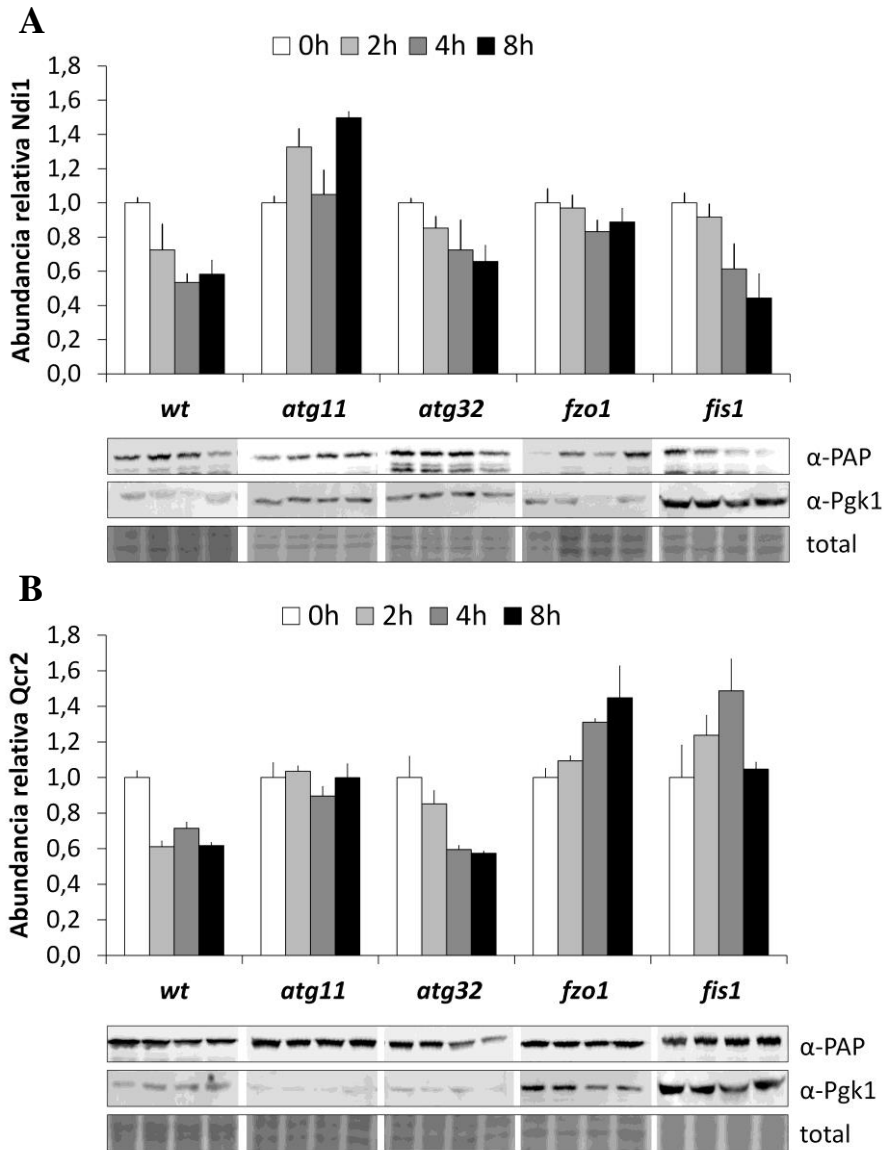 A
0h 2h 4h 8h
Abundancia relativa Ndi1
1,8
1,6
1,4
1,2
1,0
0,8
0,6
0,4
0,2
0,0
wt atg11 atg32 fzo1 fis1
α-PAP
α-Pgk1
total
B
0h 2h 4h 8h
Abundancia relativa Qcr2
1,8
1,6
1,4
1,2
1,0
0,8
0,6
0,4
0,2
0,0
wt atg11 atg32 fzo1 fis1
α-PAP
α-Pgk1
total